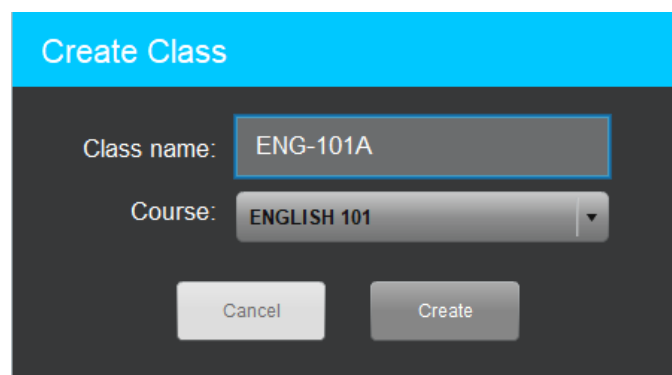 Create Class
Class name: ENG-101A
Course: ENGLISH 101
Cancel Create